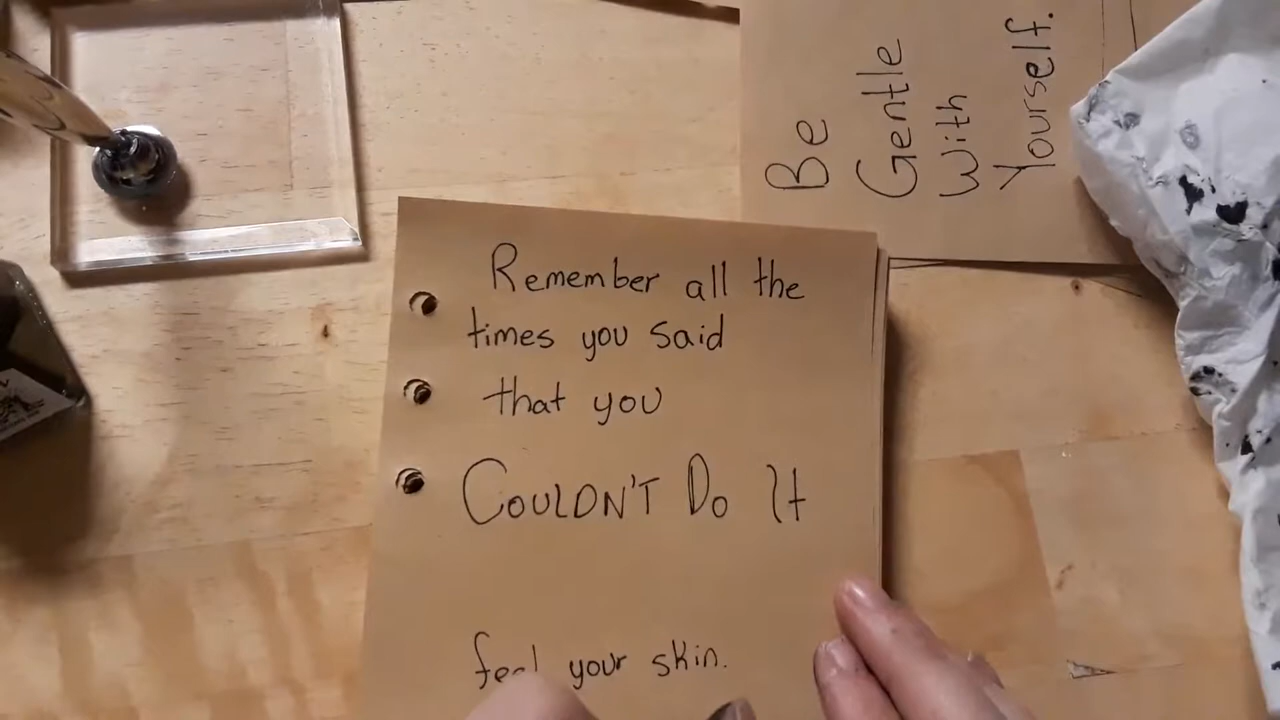 Remember all the
times you said
that you
COULDN'T DO It
feel your skin.
Be
Gentle
With
Yourself.